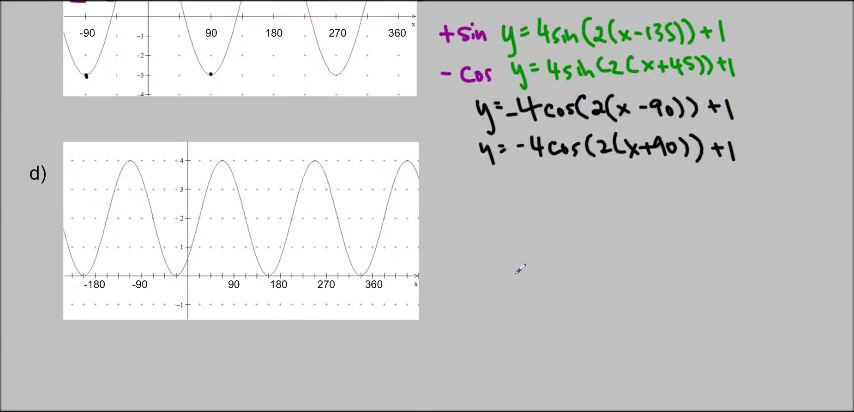 -90 90 180 270 360 x
-1
-2
-3
-4
+sin y=4sin(2(x-135))+1
-cos y=4sin(2(x+45))+1
y=-4cos(2(x-90))+1
y=-4cos(2(x+90))+1
d)
4
3
2
1
-180 -90 90 180 270 360 x
-1